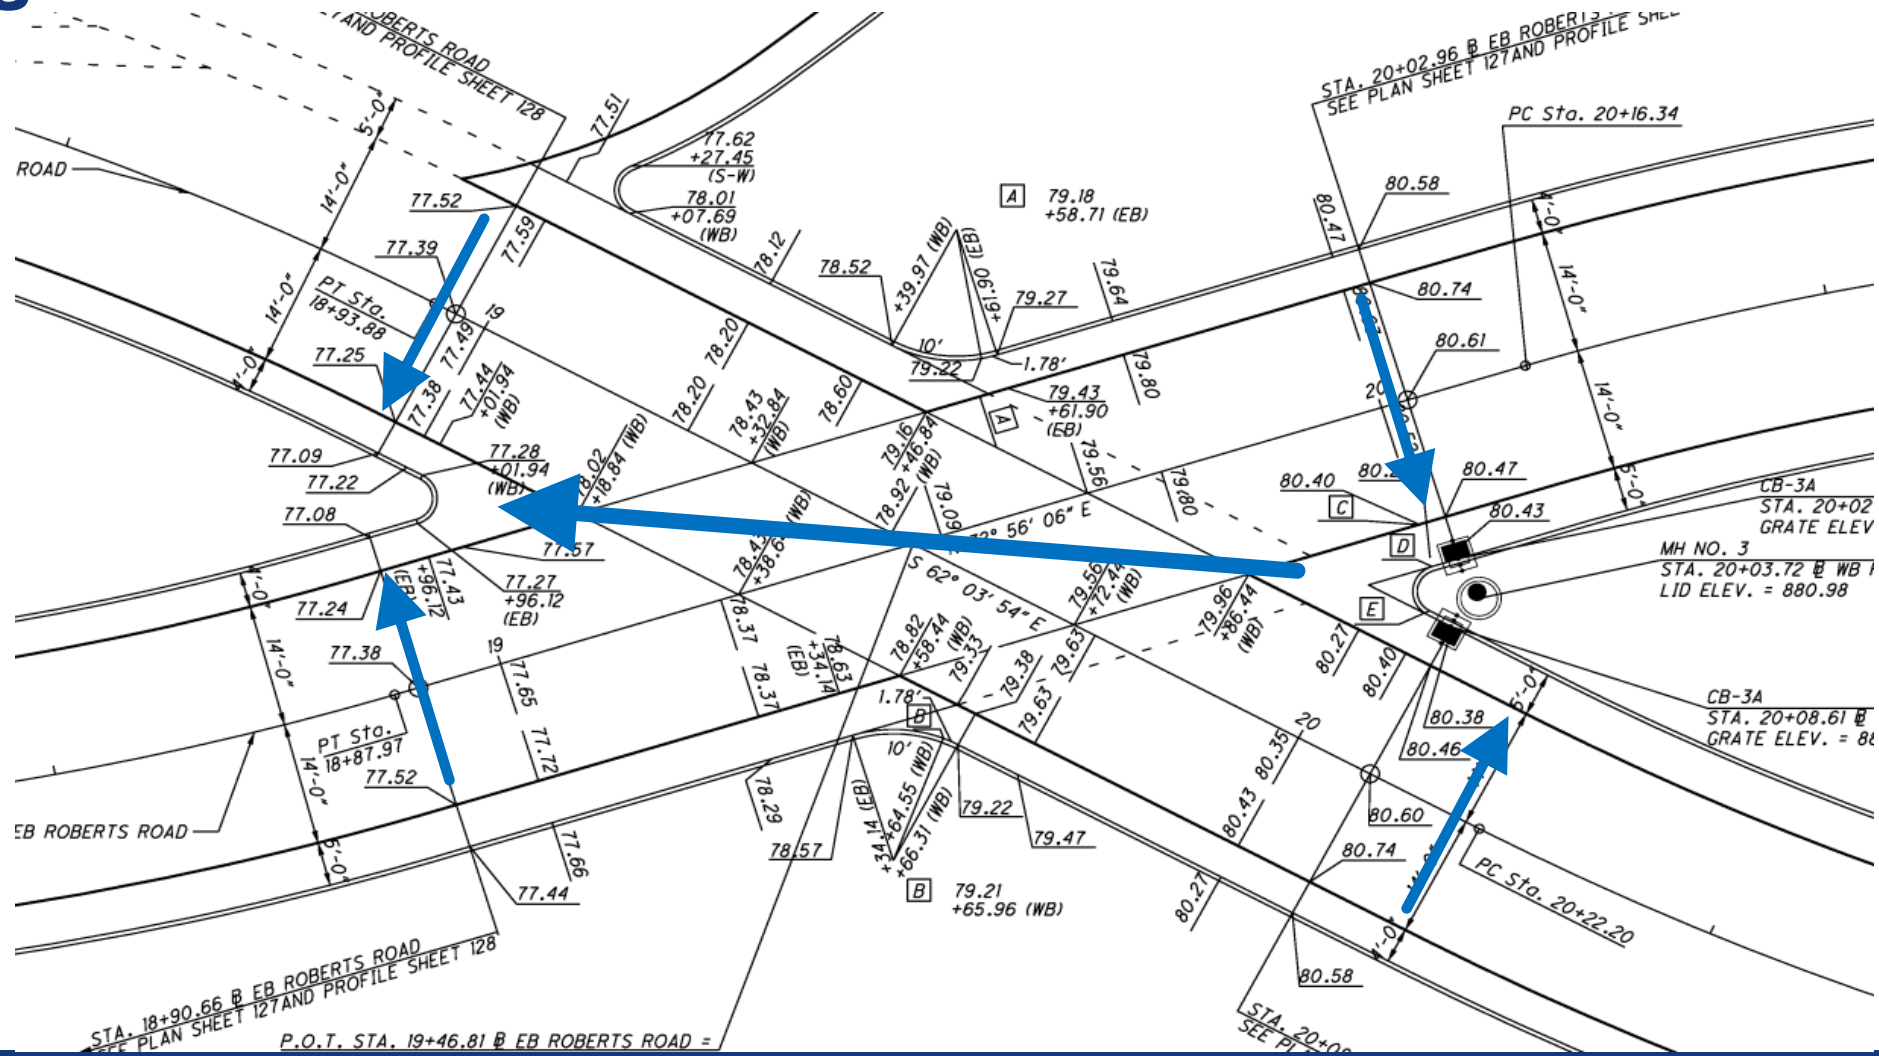 ROBERTS ROAD
AND PROFILE SHEET 128
ROAD
5'-0"
14'-0"
14'-0"
4'-0"
77.51
77.52
77.59
77.39
PT Sta.
18+93.88
77.25
77.49
19
77.38
77.44
+01.94
(WB)
77.62
+27.45
(S-W)
78.01
+07.69
(WB)
78.12
78.52
+39.97 (WB)
+61.90 (EB)
A
79.18
+58.71 (EB)
79.27
79.64
10'
79.22
1.78'
79.43
+61.90
(EB)
79.80
A
STA. 20+02.96 ⅊ EB ROBERTS
SEE PLAN SHEET 127 AND PROFILE
PC Sta. 20+16.34
80.47
80.58
80.74
80.61
20
14'-0"
14'-0"
5'-0"
80.40
80.47
80.43
C
D
E
CB-3A
STA. 20+02
GRATE ELEV
MH NO. 3
STA. 20+03.72 ⅊ WB
LID ELEV. = 880.98
CB-3A
STA. 20+08.61 ⅊
GRATE ELEV. = 88
77.09
77.22
77.28
+01.94
(WB)
77.08
77.57
77.27
+96.12
(EB)
77.24
77.43
+96.12
(EB)
+18.84 (WB)
78.20
78.20
78.43
+32.84
(WB)
78.60
79.16
+46.84
(WB)
78.92
79.09
79.56
79.80
72° 56' 06" E
S 62° 03' 54" E
79.56
+72.44
(WB)
79.96
+86.44
(WB)
80.27
80.40
80.38
80.46
5'-0"
4'-0"
14'-0"
14'-0"
77.38
19
77.65
77.72
PT Sta.
18+87.97
77.52
EB ROBERTS ROAD
5'-0"
77.66
77.44
78.37
78.37
78.63
+34.14
(EB)
78.82
+58.44
(WB)
79.33
79.38
79.63
79.63
1.78'
B
10'
78.29
78.57
+34.14 (EB)
+64.55 (WB)
+66.31 (WB)
79.22
79.47
B
79.21
+65.96 (WB)
80.35
20
80.43
80.27
80.60
80.74
80.58
PC Sta. 20+22.20
4'-0"
STA. 18+90.66 ⅊ EB ROBERTS ROAD
SEE PLAN SHEET 127 AND PROFILE SHEET 128
P.O.T. STA. 19+46.81 ⅊ EB ROBERTS ROAD =